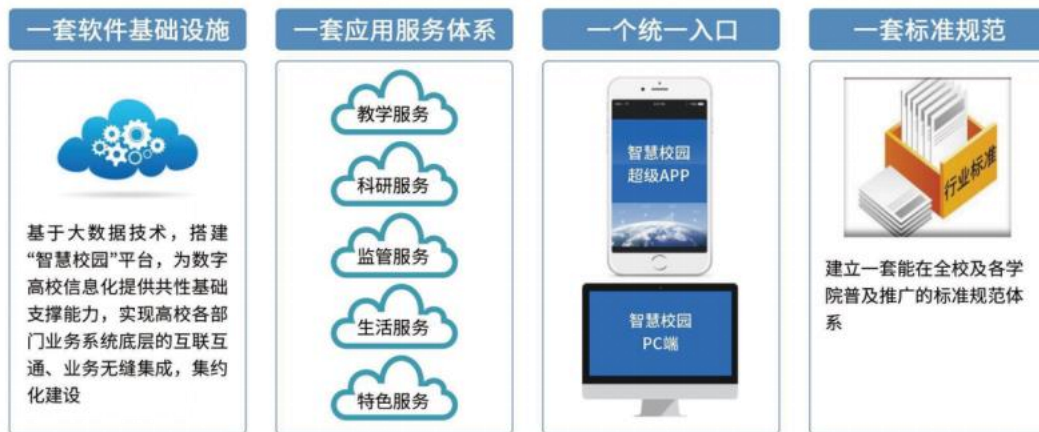 一套软件基础设施
基于大数据技术，搭建
“智慧校园”平台，为数字
高校信息化提供共性基础
支撑能力，实现高校各部
门业务系统底层的互联互
通、业务无缝集成，集约
化建设
一套应用服务体系
教学服务
科研服务
监管服务
生活服务
特色服务
一个统一入口
智慧校园
超级APP
智慧校园
PC端
一套标准规范
行业标准
建立一套能在全校及各学
院普及推广的标准规范体
系